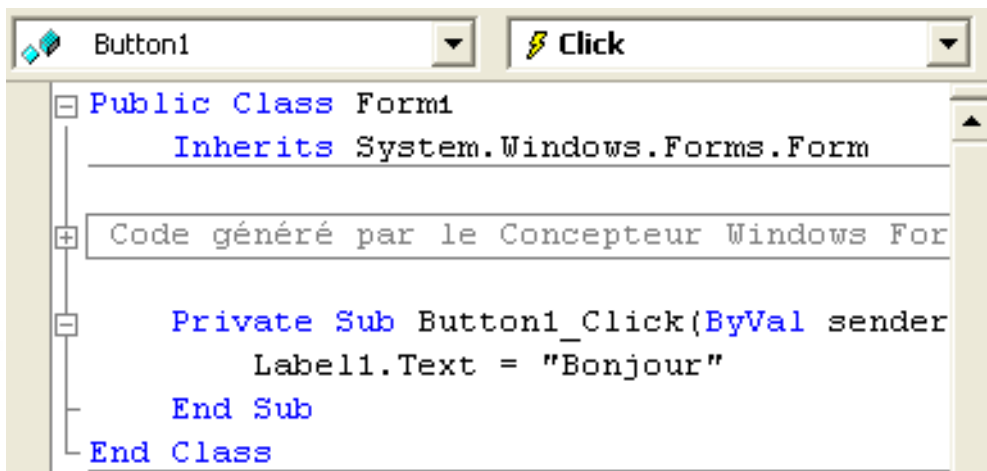 Button1 Click
Public Class Form1
Inherits System.Windows.Forms.Form
Code généré par le Concepteur Windows For
Private Sub Button1_Click(ByVal sender
Label1.Text = "Bonjour"
End Sub
End Class